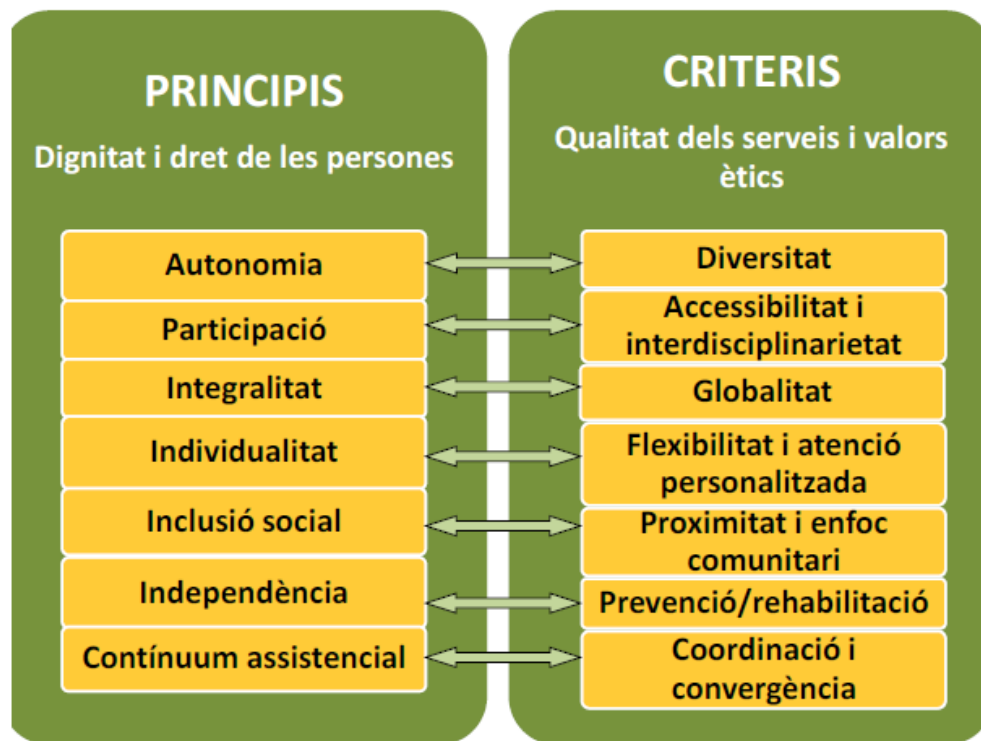 PRINCIPIS
Dignitat i dret de les persones
Autonomia
Participació
Integralitat
Individualitat
Inclusió social
Independència
Contínuum assistencial
CRITERIS
Qualitat dels serveis i valors
ètics
Diversitat
Accessibilitat i
interdisciplinarietat
Globalitat
Flexibilitat i atenció
personalitzada
Proximitat i enfoc
comunitari
Prevenció/rehabilitació
Coordinació i
convergència